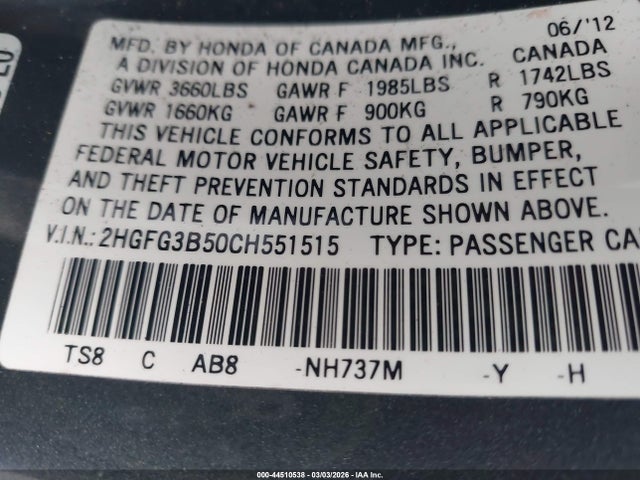 MFD. BY HONDA OF CANADA MFG., 06/'12
A DIVISION OF HONDA CANADA INC. CANADA
GVWR 3660LBS GAWR F 1985LBS R 1742LBS
GVWR 1660KG GAWR F 900KG R 790KG
THIS VEHICLE CONFORMS TO ALL APPLICABLE
FEDERAL MOTOR VEHICLE SAFETY, BUMPER,
AND THEFT PREVENTION STANDARDS IN EFFECT
ON THE DATE OF MANUFACTURE SHOWN ABOVE.
V.I.N.: 2HGFG3B50CH551515 TYPE: PASSENGER CA
TS8 C AB8 -NH737M -Y -H
000-44510538 - 03/03/2026 - IAA Inc.